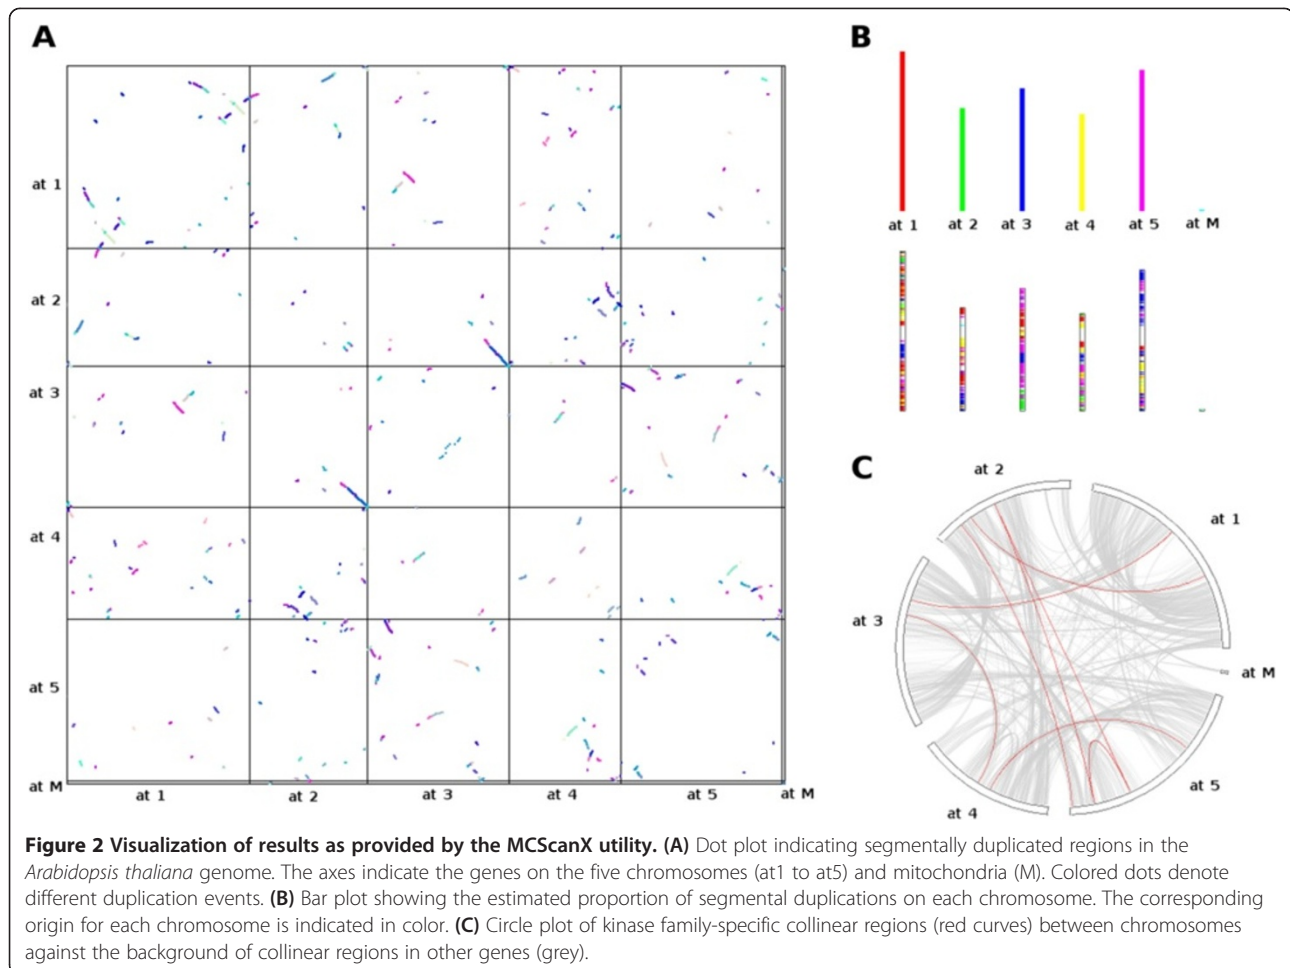 A
at 1
at 2
at 3
at 4
at 5
at M
at 1
at 2
at 3
at 4
at 5
at M
B
at 1
at 2
at 3
at 4
at 5
at M
C
at 2
at 1
at 3
at M
at 5
at 4
Figure 2 Visualization of results as provided by the MCScanX utility. (A) Dot plot indicating segmentally duplicated regions in the
Arabidopsis thaliana genome. The axes indicate the genes on the five chromosomes (at1 to at5) and mitochondria (M). Colored dots denote
different duplication events. (B) Bar plot showing the estimated proportion of segmental duplications on each chromosome. The corresponding
origin for each chromosome is indicated in color. (C) Circle plot of kinase family-specific collinear regions (red curves) between chromosomes
against the background of collinear regions in other genes (grey).